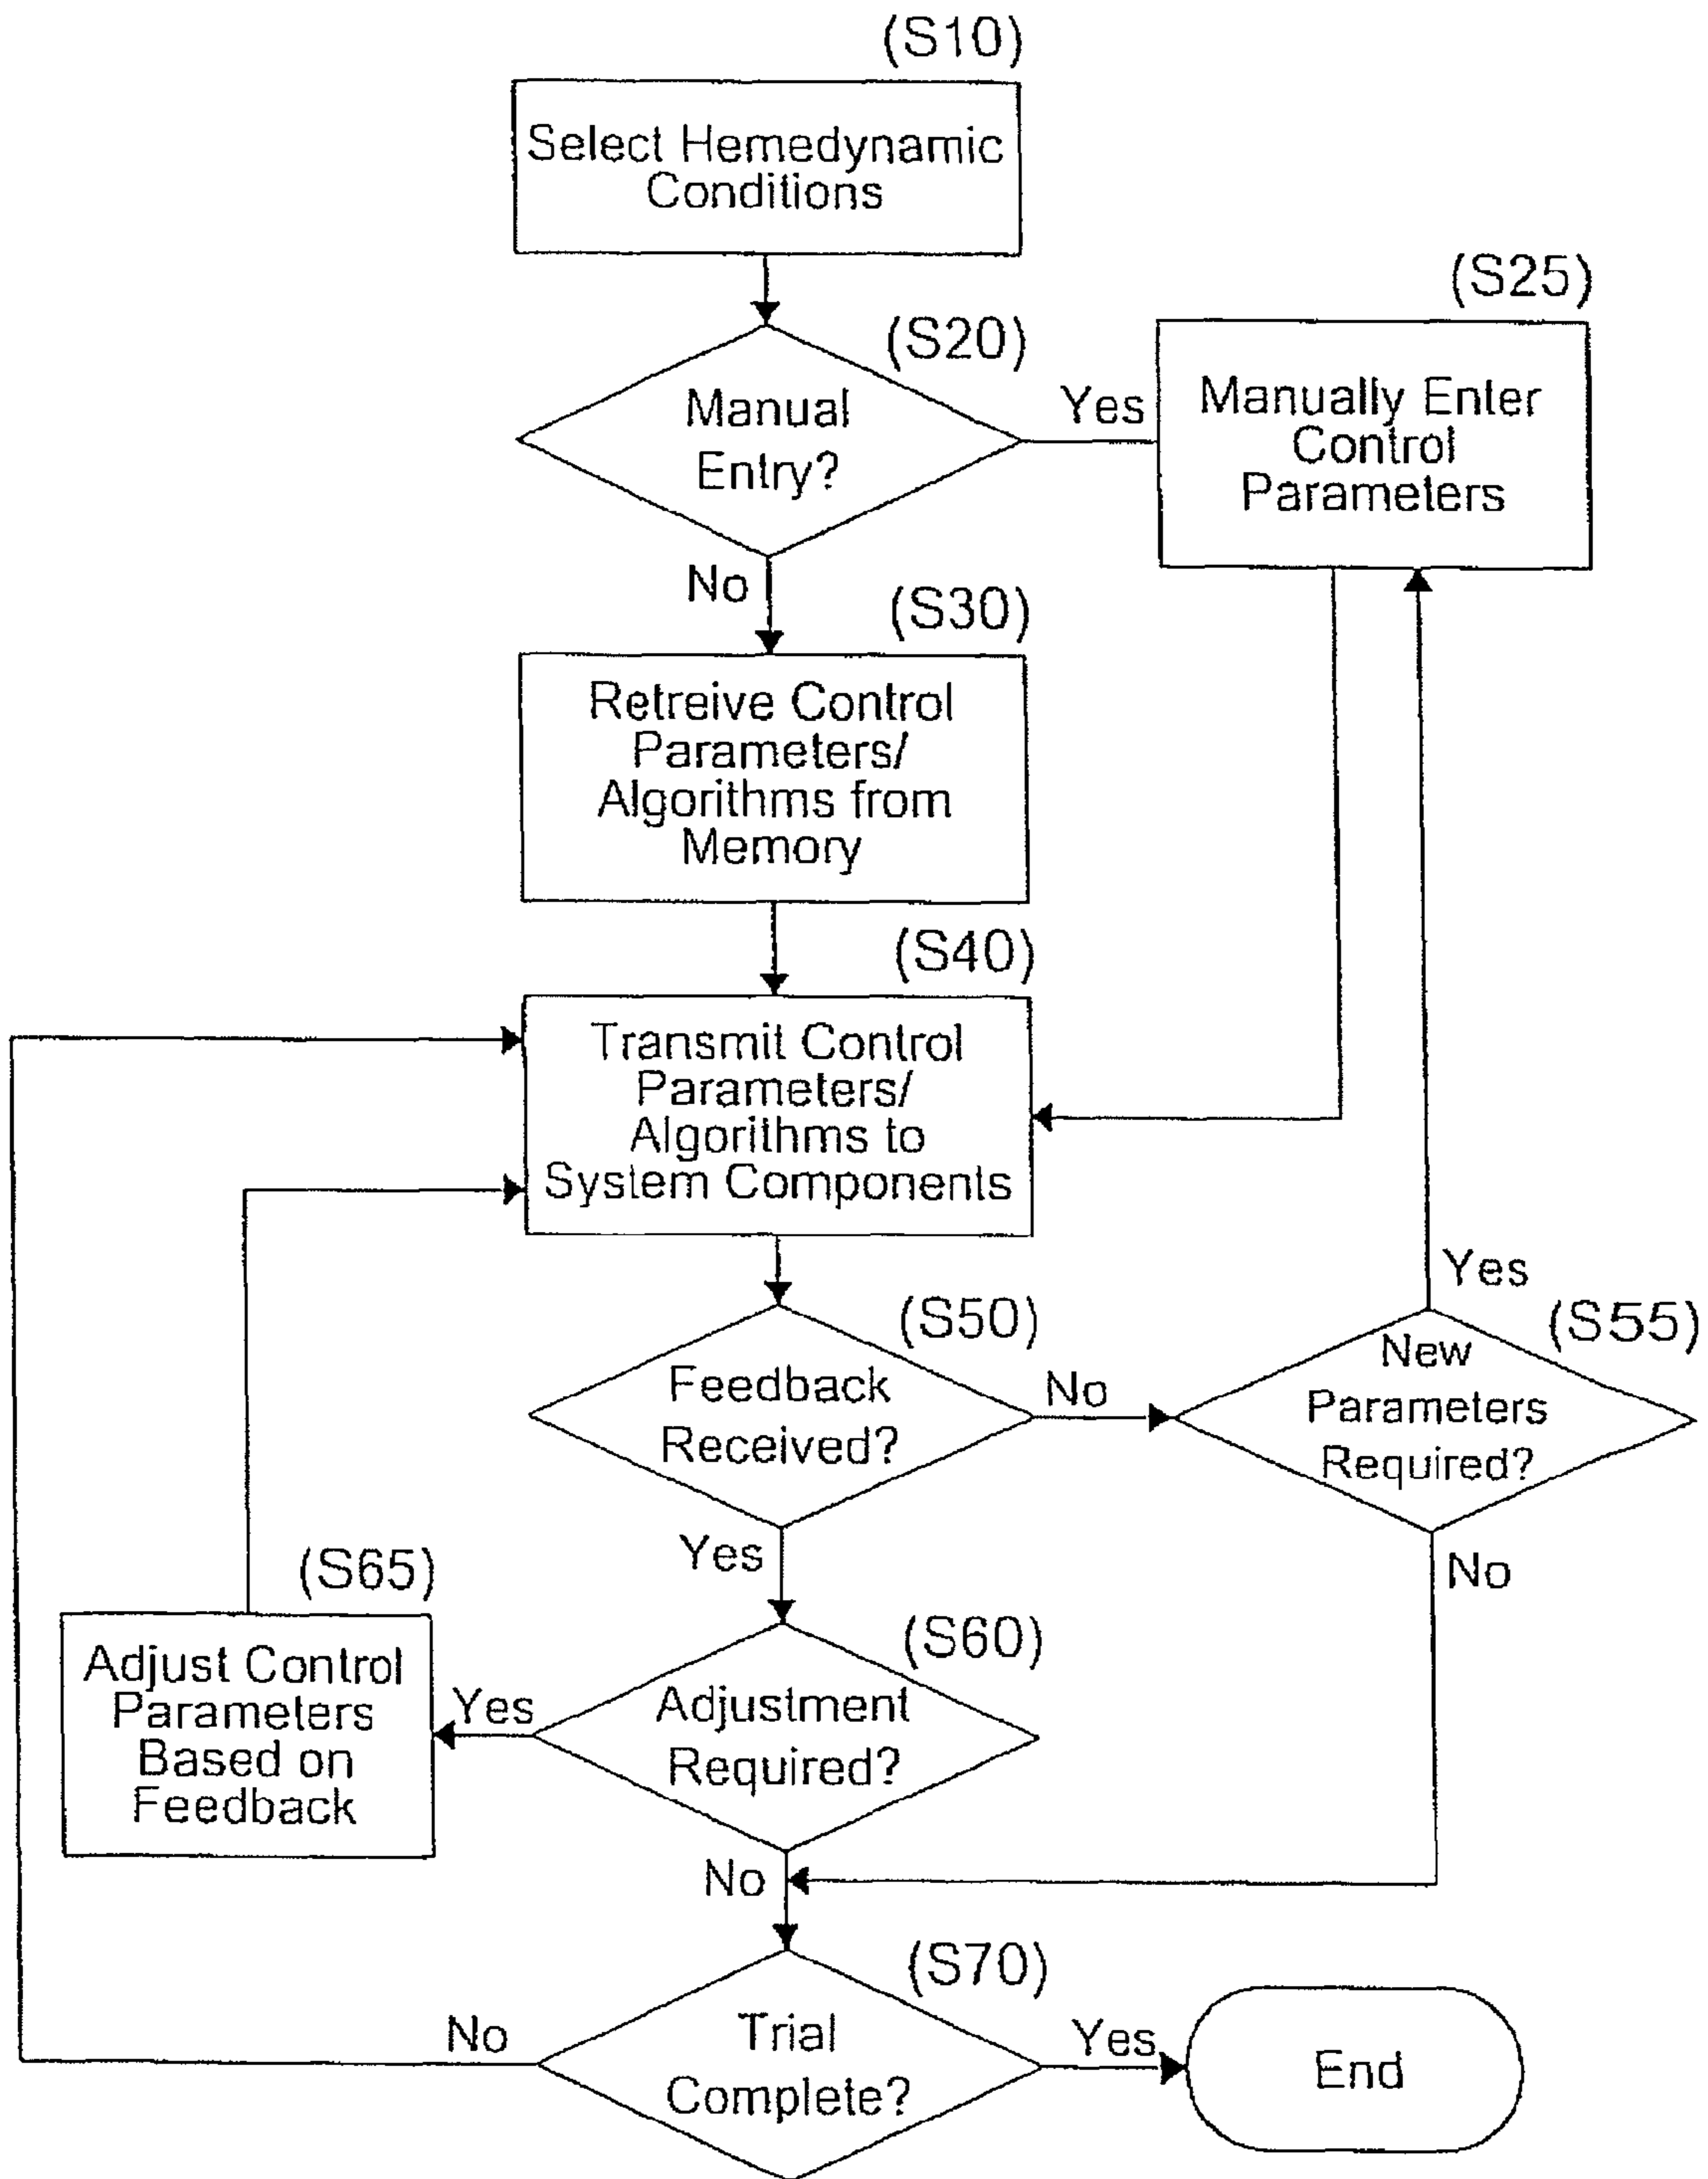 (S10)
Select Hemedynamic
Conditions
(S20)
Manual
Entry?
Yes
(S25)
Manually Enter
Control
Parameters
No
(S30)
Retreive Control
Parameters/
Algorithms from
Memory
(S40)
Transmit Control
Parameters/
Algorithms to
System Components
(S50)
Feedback
Received?
No
Yes
(S55)
New
Parameters
Required?
No
Yes
(S60)
Adjustment
Required?
Yes
(S65)
Adjust Control
Parameters
Based on
Feedback
No
(S70)
Trial
Complete?
No
Yes
End